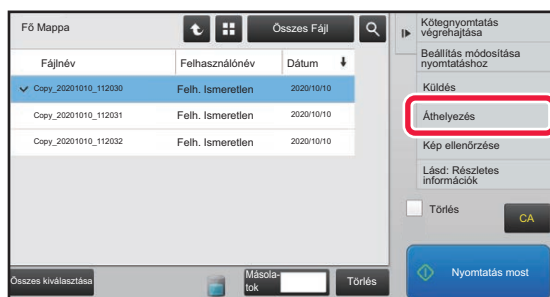 Fő Mappa
Összes Fájl
Fájlnév Felhasználónév Dátum
Copy_20201010_112030 Felh. Ismeretlen 2020/10/10
Copy_20201010_112031 Felh. Ismeretlen 2020/10/10
Copy_20201010_112032 Felh. Ismeretlen 2020/10/10
Összes kiválasztása
Másola-
tok
Törlés
Kötegnyomtatás
végrehajtása
Beállítás módosítása
nyomtatáshoz
Küldés
Áthelyezés
Kép ellenőrzése
Lásd: Részletes
információk
Törlés
CA
Nyomtatás most